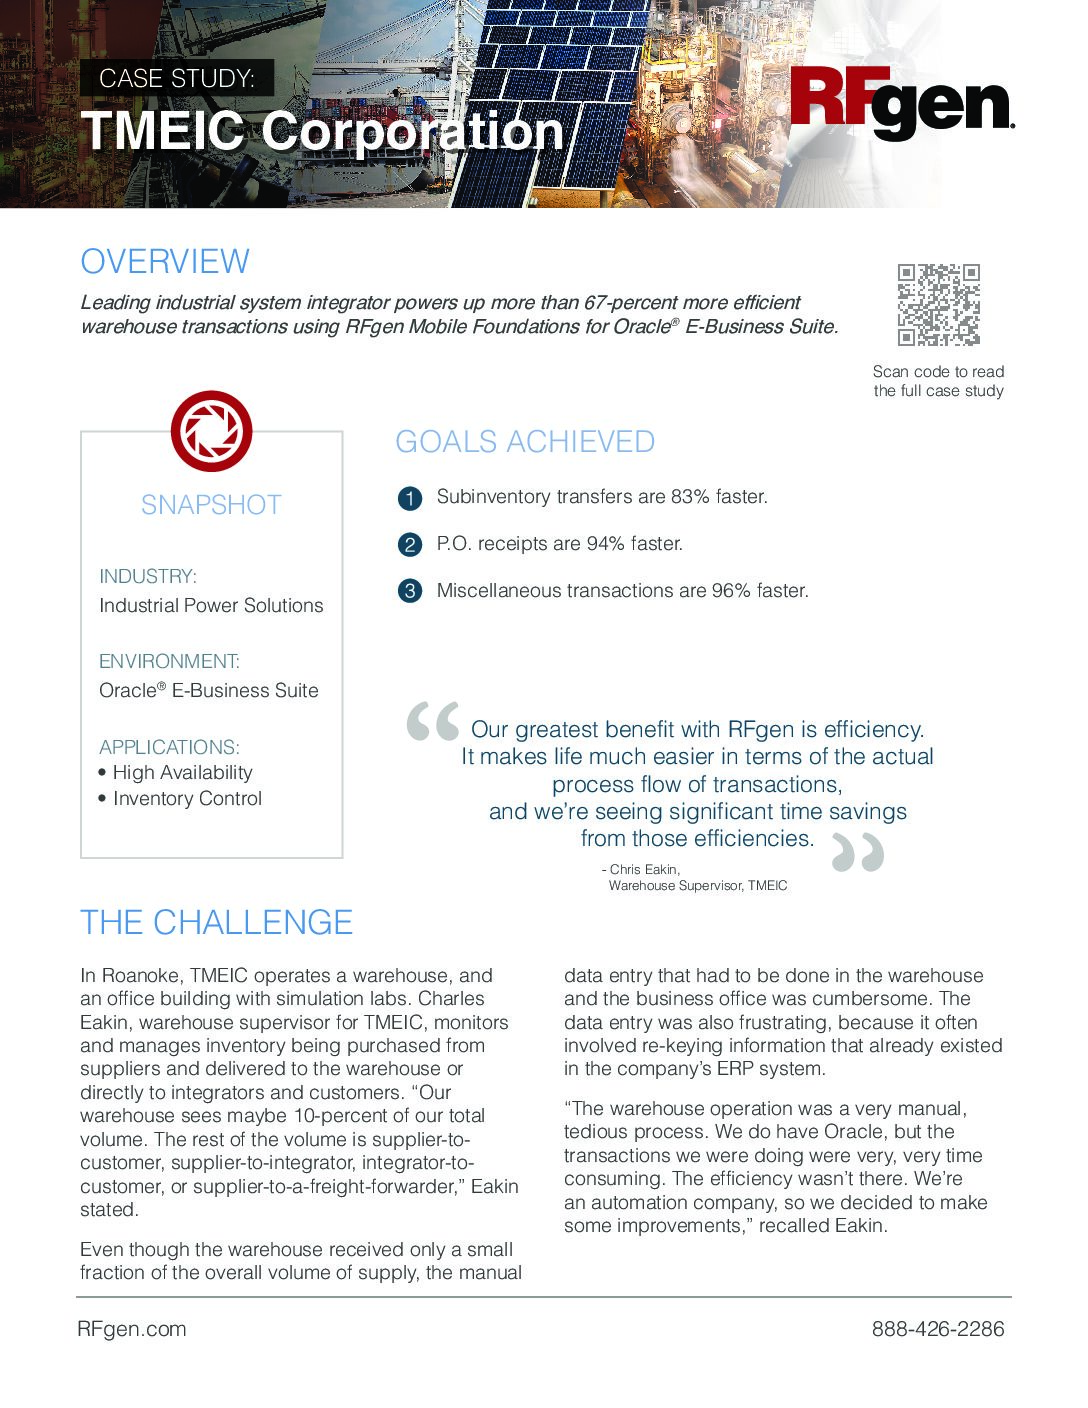 CASE STUDY:
TMEIC Corporation
RFgen.
OVERVIEW
Leading industrial system integrator powers up more than 67-percent more efficient
warehouse transactions using RFgen Mobile Foundations for Oracle® E-Business Suite.
Scan code to read
the full case study
SNAPSHOT
INDUSTRY:
Industrial Power Solutions
ENVIRONMENT:
Oracle® E-Business Suite
APPLICATIONS:
• High Availability
• Inventory Control
GOALS ACHIEVED
1 Subinventory transfers are 83% faster.
2 P.O. receipts are 94% faster.
3 Miscellaneous transactions are 96% faster.
“Our greatest benefit with RFgen is efficiency.
It makes life much easier in terms of the actual
process flow of transactions,
and we’re seeing significant time savings
from those efficiencies.”
- Chris Eakin,
Warehouse Supervisor, TMEIC
THE CHALLENGE
In Roanoke, TMEIC operates a warehouse, and
an office building with simulation labs. Charles
Eakin, warehouse supervisor for TMEIC, monitors
and manages inventory being purchased from
suppliers and delivered to the warehouse or
directly to integrators and customers. “Our
warehouse sees maybe 10-percent of our total
volume. The rest of the volume is supplier-to-
customer, supplier-to-integrator, integrator-to-
customer, or supplier-to-a-freight-forwarder,” Eakin
stated.
Even though the warehouse received only a small
fraction of the overall volume of supply, the manual
data entry that had to be done in the warehouse
and the business office was cumbersome. The
data entry was also frustrating, because it often
involved re-keying information that already existed
in the company’s ERP system.
“The warehouse operation was a very manual,
tedious process. We do have Oracle, but the
transactions we were doing were very, very time
consuming. The efficiency wasn’t there. We’re
an automation company, so we decided to make
some improvements,” recalled Eakin.
RFgen.com
888-426-2286